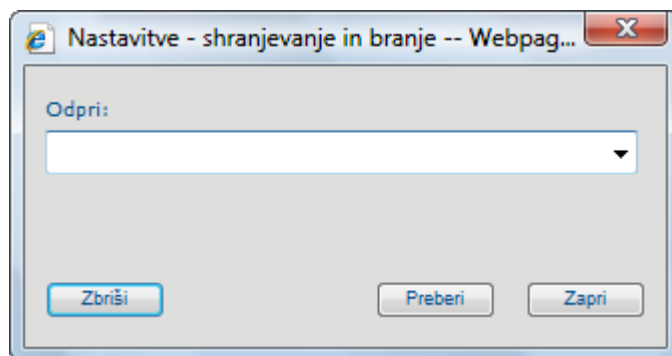 Nastavitve - shranjevanje in branje -- Webpag...
Odpri:
Zbriši
Preberi
Zapri